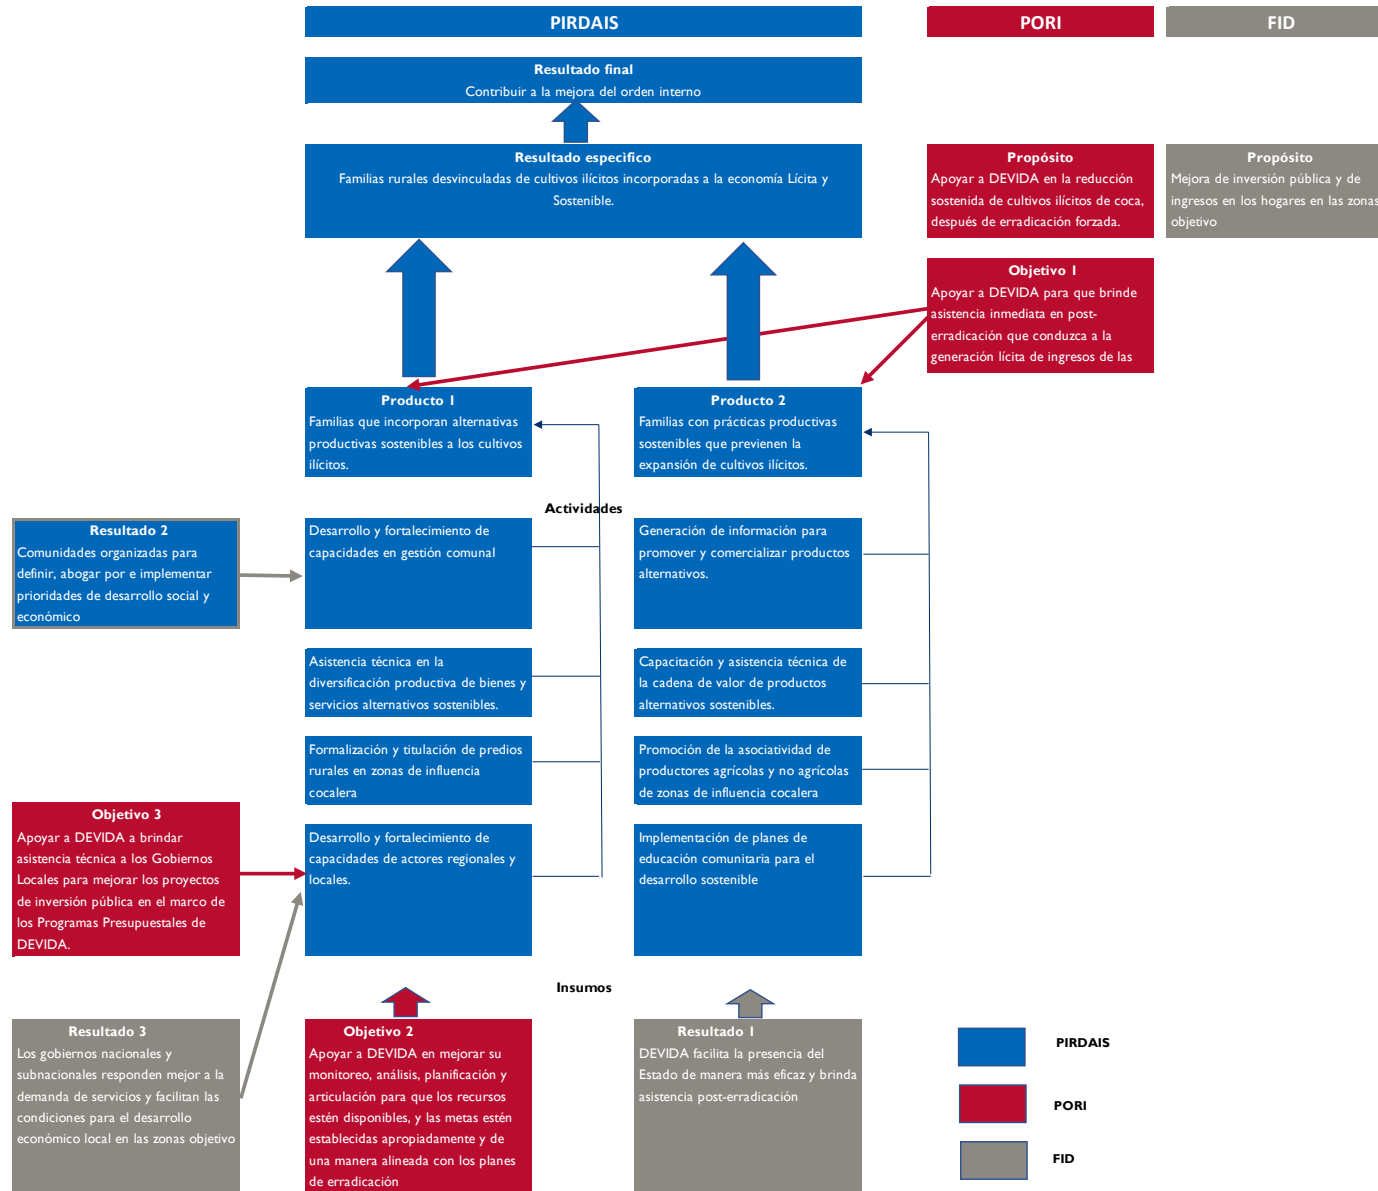 PIRDAIS
PORI
FID
Resultado final
Contribuir a la mejora del orden interno
Resultado especìfico
Familias rurales desvinculadas de cultivos ilícitos incorporadas a la economía Lícita y
Sostenible.
Propósito
Apoyar a DEVIDA en la reducción
sostenida de cultivos ilícitos de coca,
después de erradicación forzada.
Propósito
Mejora de inversión pública y de
ingresos en los hogares en las zonas
objetivo
Objetivo 1
Apoyar a DEVIDA para que brinde
asistencia inmediata en post-
erradicación que conduzca a la
generación lícita de ingresos de las
Producto 1
Familias que incorporan alternativas
productivas sostenibles a los cultivos
ilícitos.
Producto 2
Familias con prácticas productivas
sostenibles que previenen la
expansión de cultivos ilícitos.
Actividades
Resultado 2
Comunidades organizadas para
definir, abogar por e implementar
prioridades de desarrollo social y
económico
Desarrollo y fortalecimiento de
capacidades en gestión comunal
Generación de información para
promover y comercializar productos
alternativos.
Asistencia técnica en la
diversificación productiva de bienes y
servicios alternativos sostenibles.
Capacitación y asistencia técnica de
la cadena de valor de productos
alternativos sostenibles.
Formalización y titulación de predios
rurales en zonas de influencia
cocalera
Promoción de la asociatividad de
productores agrícolas y no agrícolas
de zonas de influencia cocalera
Objetivo 3
Apoyar a DEVIDA a brindar
asistencia técnica a los Gobiernos
Locales para mejorar los proyectos
de inversión pública en el marco de
los Programas Presupuestales de
DEVIDA.
Desarrollo y fortalecimiento de
capacidades de actores regionales y
locales.
Implementación de planes de
educación comunitaria para el
desarrollo sostenible
Insumos
Resultado 3
Los gobiernos nacionales y
subnacionales responden mejor a la
demanda de servicios y facilitan las
condiciones para el desarrollo
económico local en las zonas objetivo
Objetivo 2
Apoyar a DEVIDA en mejorar su
monitoreo, análisis, planificación y
articulación para que los recursos
estén disponibles, y las metas estén
establecidas apropiadamente y de
una manera alineada con los planes
de erradicación
Resultado 1
DEVIDA facilita la presencia del
Estado de manera más eficaz y brinda
asistencia post-erradicación
PIRDAIS
PORI
FID